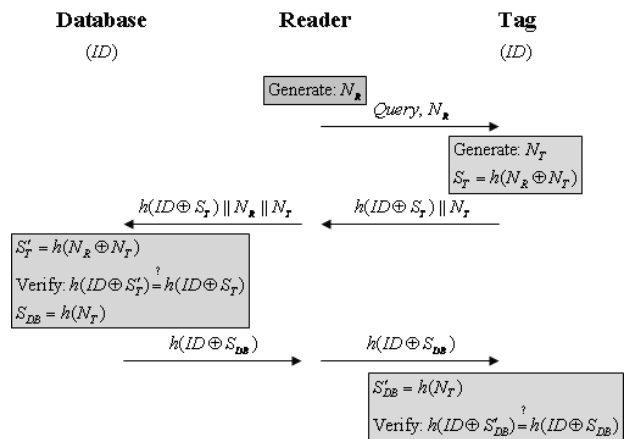 Database Reader Tag
(ID) (ID)
Generate: N_R
Query, N_R
Generate: N_T
S_T = h(N_R ⊕ N_T)
h(ID ⊕ S_T) || N_R || N_T h(ID ⊕ S_T) || N_T
S'_T = h(N_R ⊕ N_T)
Verify: h(ID ⊕ S'_T) ?= h(ID ⊕ S_T)
S_DB = h(N_T)
h(ID ⊕ S_DB) h(ID ⊕ S_DB)
S'_DB = h(N_T)
Verify: h(ID ⊕ S'_DB) ?= h(ID ⊕ S_DB)